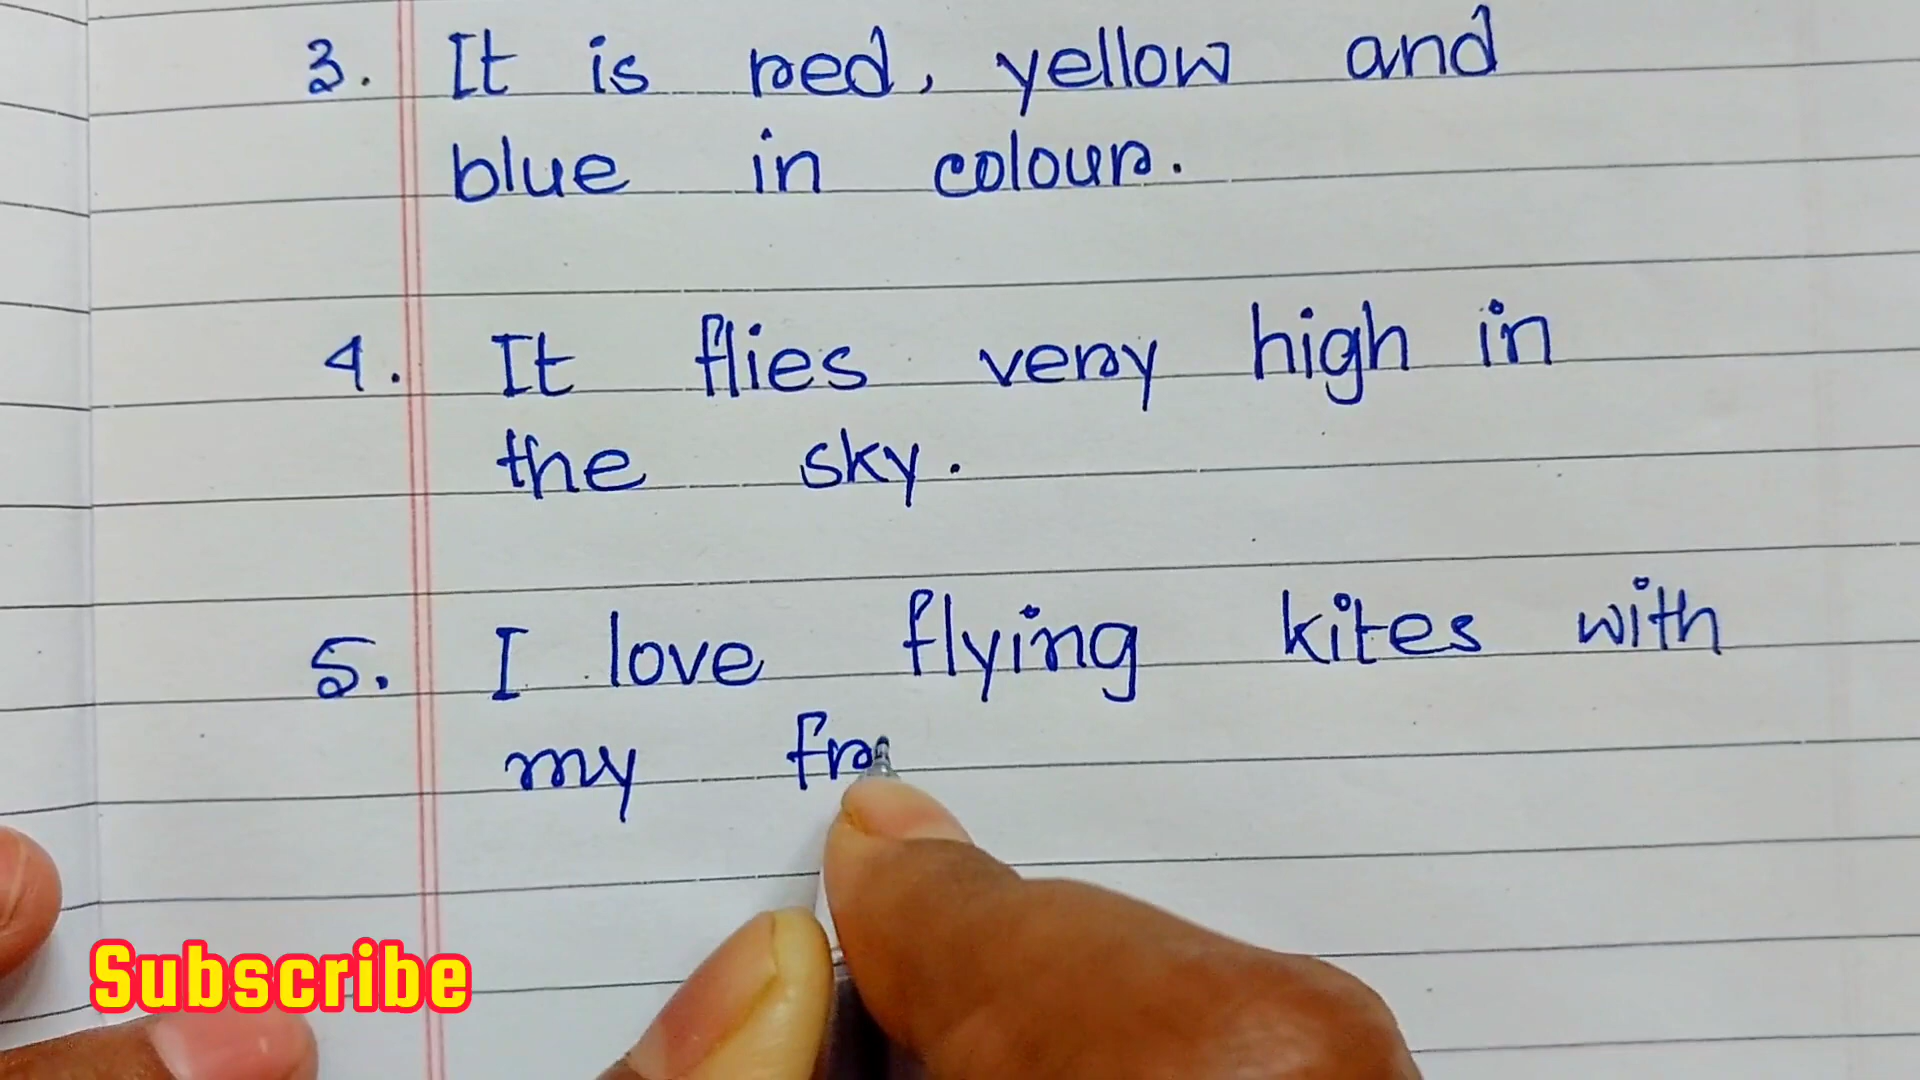 3. It is red, yellow and
blue in colour.
4. It flies very high in
the sky.
5. I love flying kites with
my fr
Subscribe